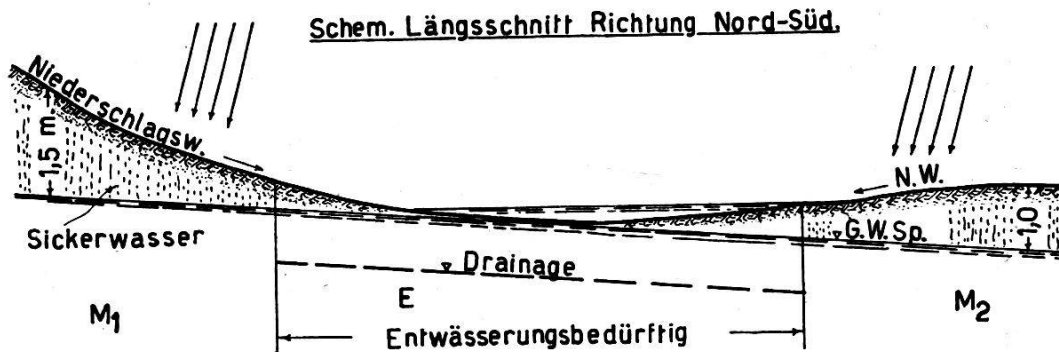 Schem. Längsschnitt Richtung Nord-Süd.
Niederschlagsw.
1,5 m.
N.W.
Sickerwasser
G.W.Sp.
1,0
Drainage
E
M1
M2
Entwässerungsbedürftig